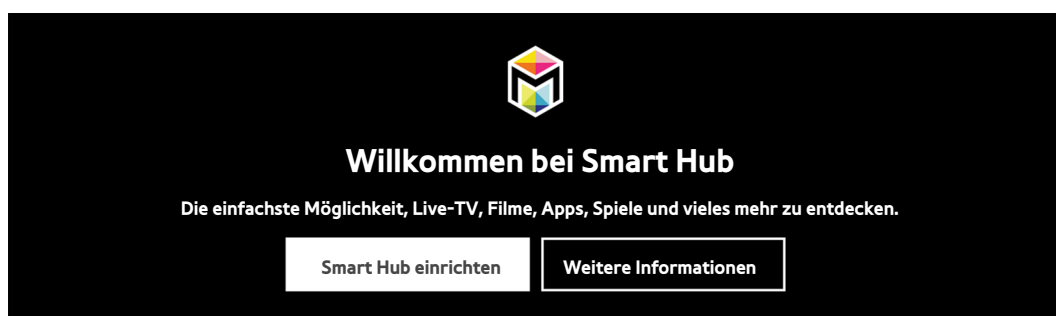 Willkommen bei Smart Hub
Die einfachste Möglichkeit, Live-TV, Filme, Apps, Spiele und vieles mehr zu entdecken.
Smart Hub einrichten
Weitere Informationen